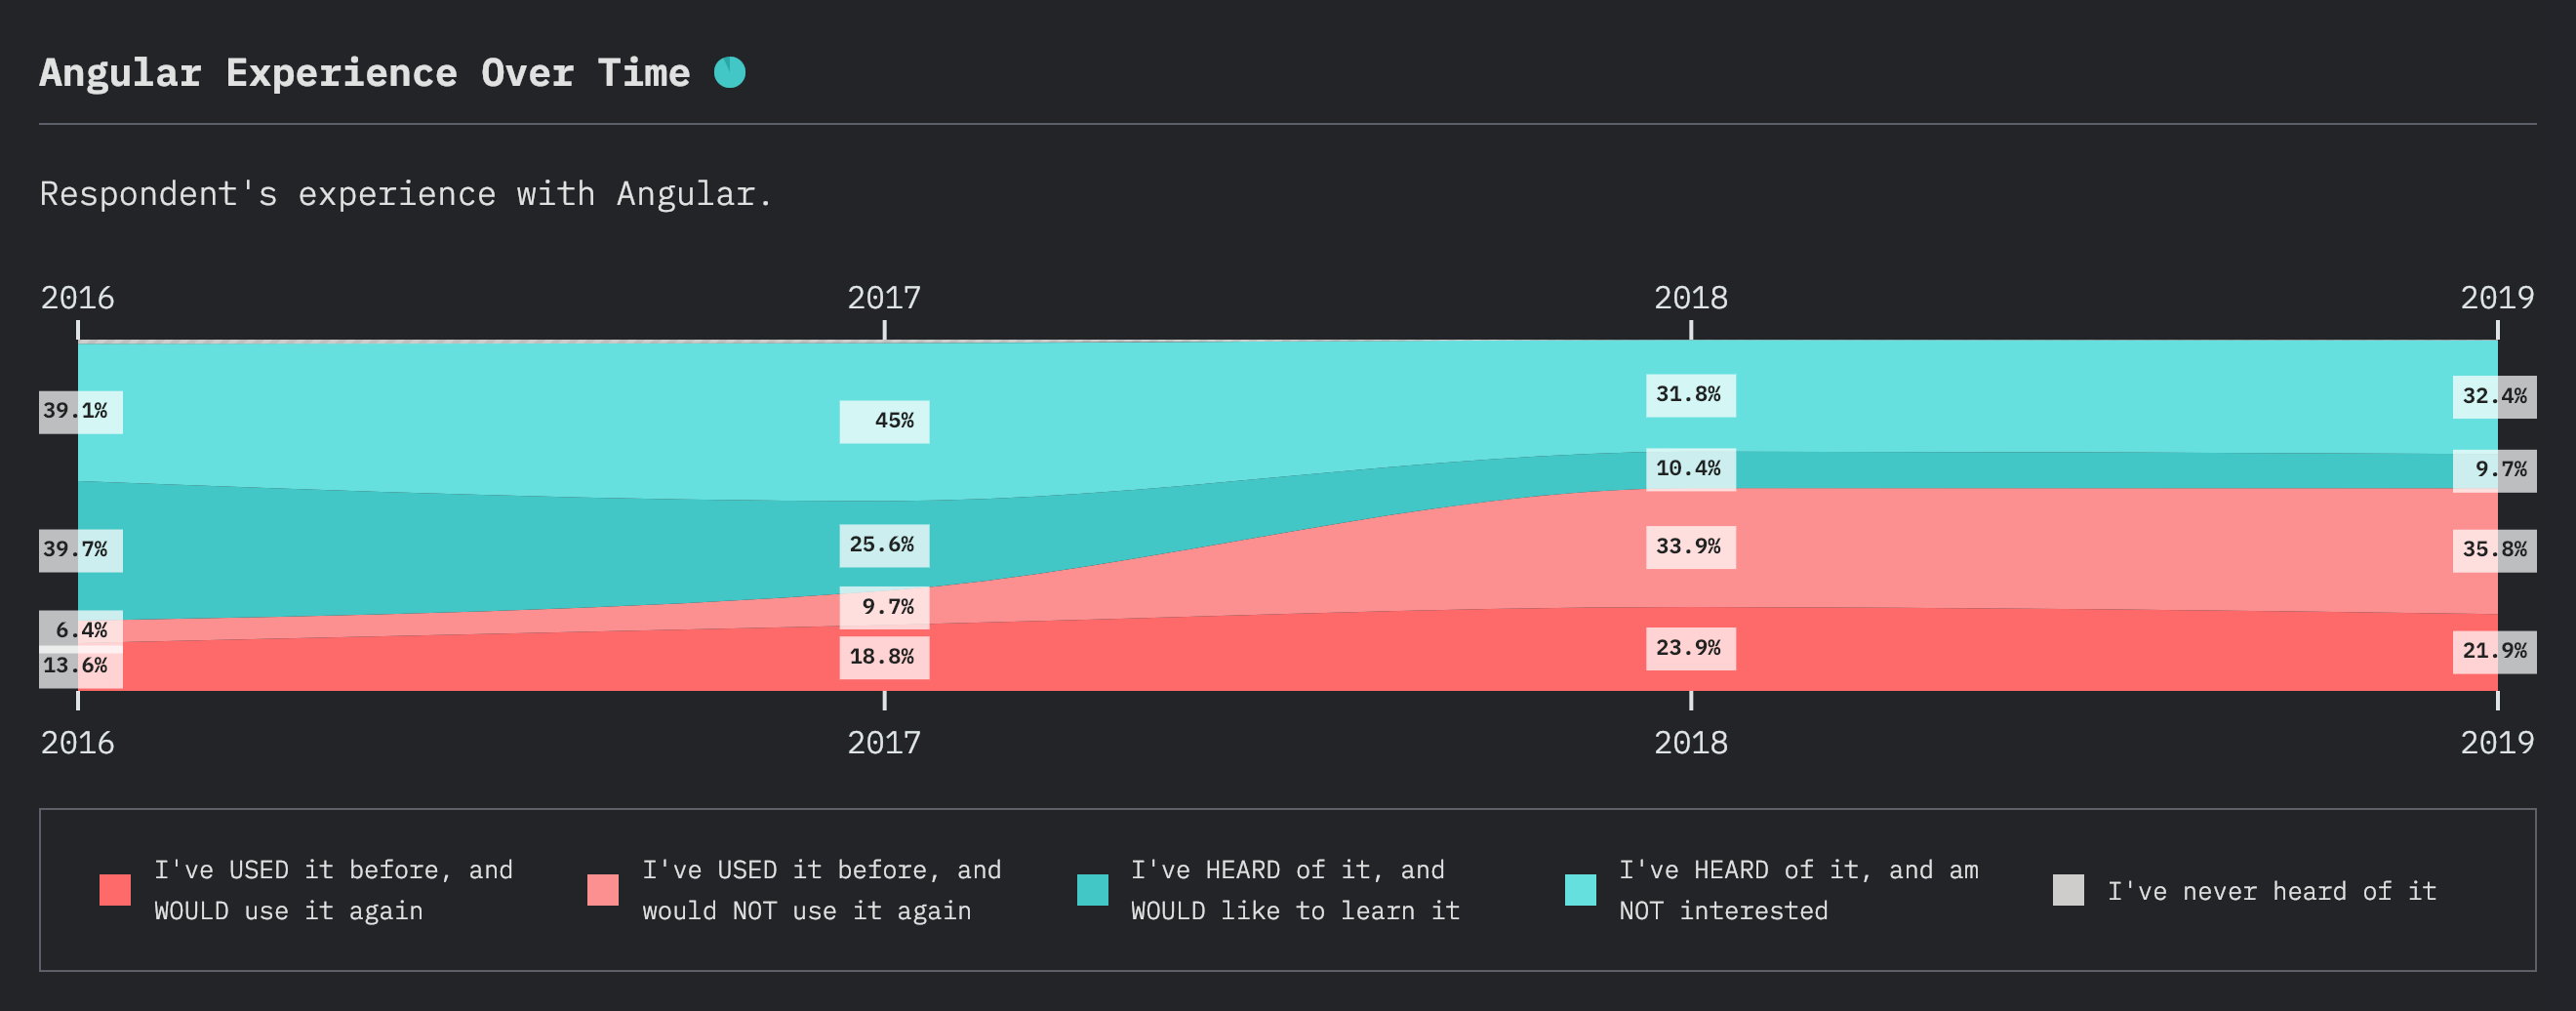 Angular Experience Over Time
Respondent's experience with Angular.
2016 2017 2018 2019
39.1% 45% 31.8% 32.4%
39.7% 25.6% 10.4% 9.7%
6.4% 9.7% 33.9% 35.8%
13.6% 18.8% 23.9% 21.9%
2016 2017 2018 2019
I've USED it before, and
WOULD use it again
I've USED it before, and
would NOT use it again
I've HEARD of it, and
WOULD like to learn it
I've HEARD of it, and am
NOT interested
I've never heard of it